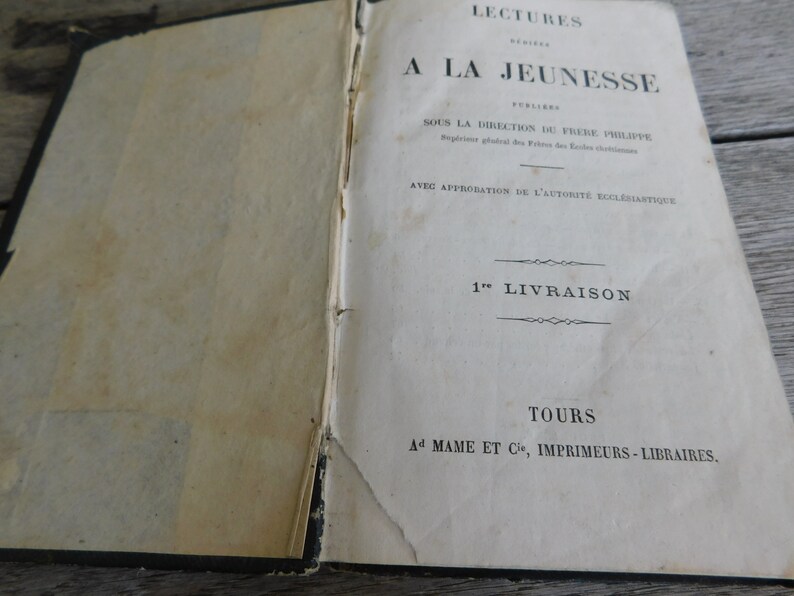 LECTURES
DÉDIÉES
A LA JEUNESSE
PUBLIÉES
SOUS LA DIRECTION DU FRÈRE PHILIPPE
Supérieur général des Frères des Écoles chrétiennes
AVEC APPROBATION DE L'AUTORITÉ ECCLÉSIASTIQUE
1re LIVRAISON
TOURS
Ad MAME ET Cie, IMPRIMEURS-LIBRAIRES.